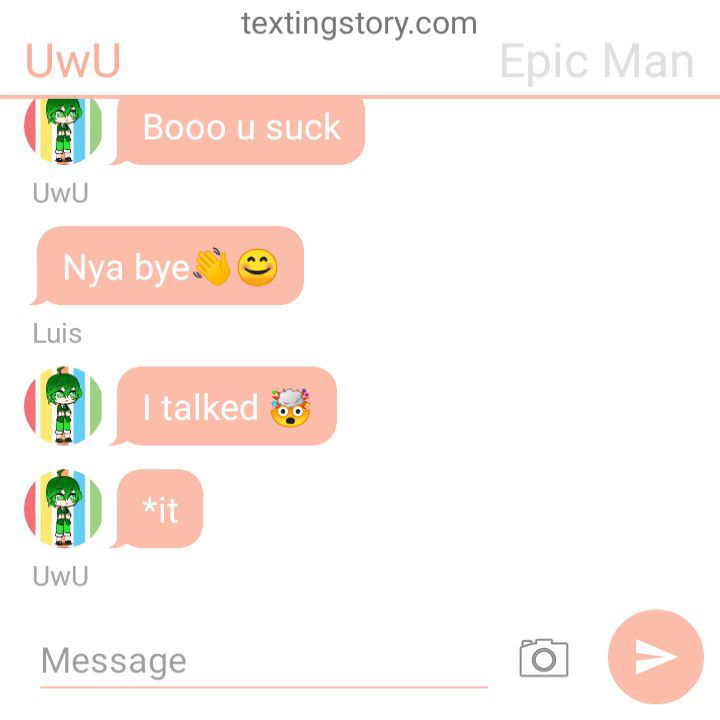 textingstory.com
UwU
Epic Man
Booo u suck
UwU
Nya bye👋😊
Luis
I talked 🤯
*it
UwU
Message